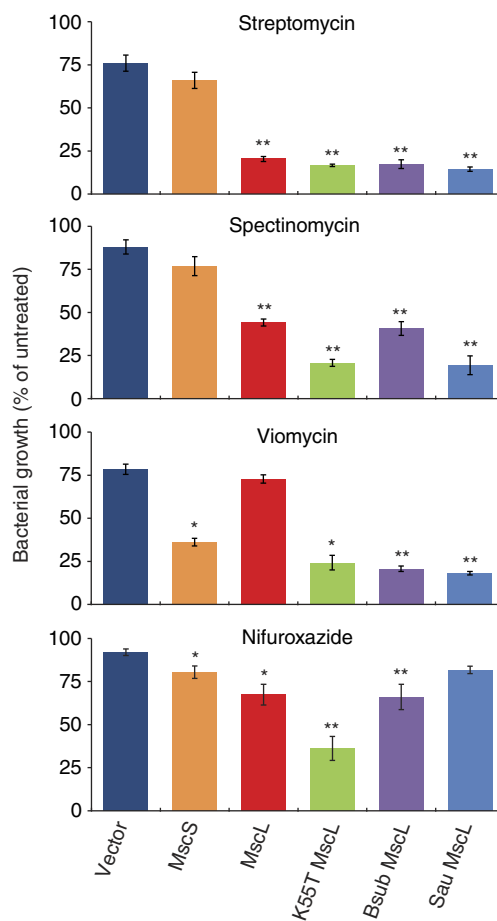 Bacterial growth (% of untreated)
Streptomycin
100
75
50
25
0
** ** ** **
Spectinomycin
100
75
50
25
0
** ** ** **
Viomycin
100
75
50
25
0
* * ** **
Nifuroxazide
100
75
50
25
0
* * ** **
Vector
MscS
MscL
K55T MscL
Bsub MscL
Sau MscL